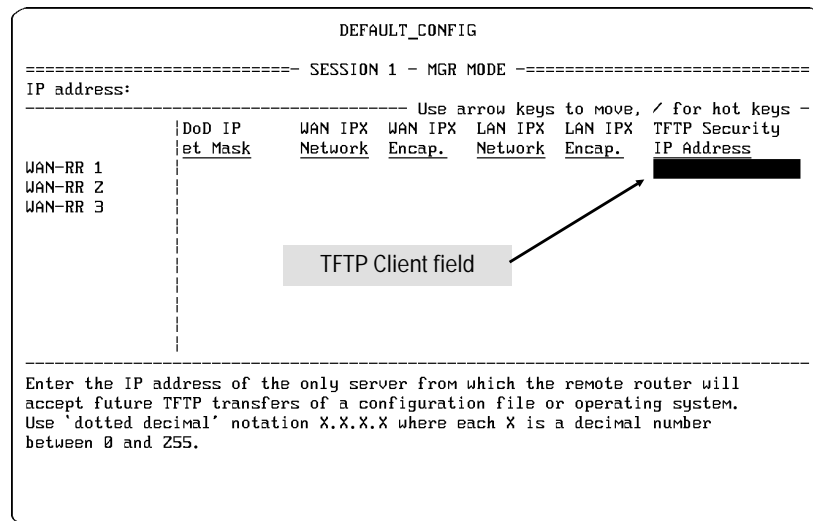 DEFAULT_CONFIG
===========================- SESSION 1 - MGR MODE -=============================
IP address:
--------------------------------------- Use arrow keys to move, / for hot keys -
|DoD IP WAN IPX WAN IPX LAN IPX LAN IPX TFTP Security
|et Mask Network Encap. Network Encap. IP Address
WAN-RR 1
WAN-RR 2
WAN-RR 3
TFTP Client field
Enter the IP address of the only server from which the remote router will
accept future TFTP transfers of a configuration file or operating system.
Use `dotted decimal' notation X.X.X.X where each X is a decimal number
between 0 and 255.